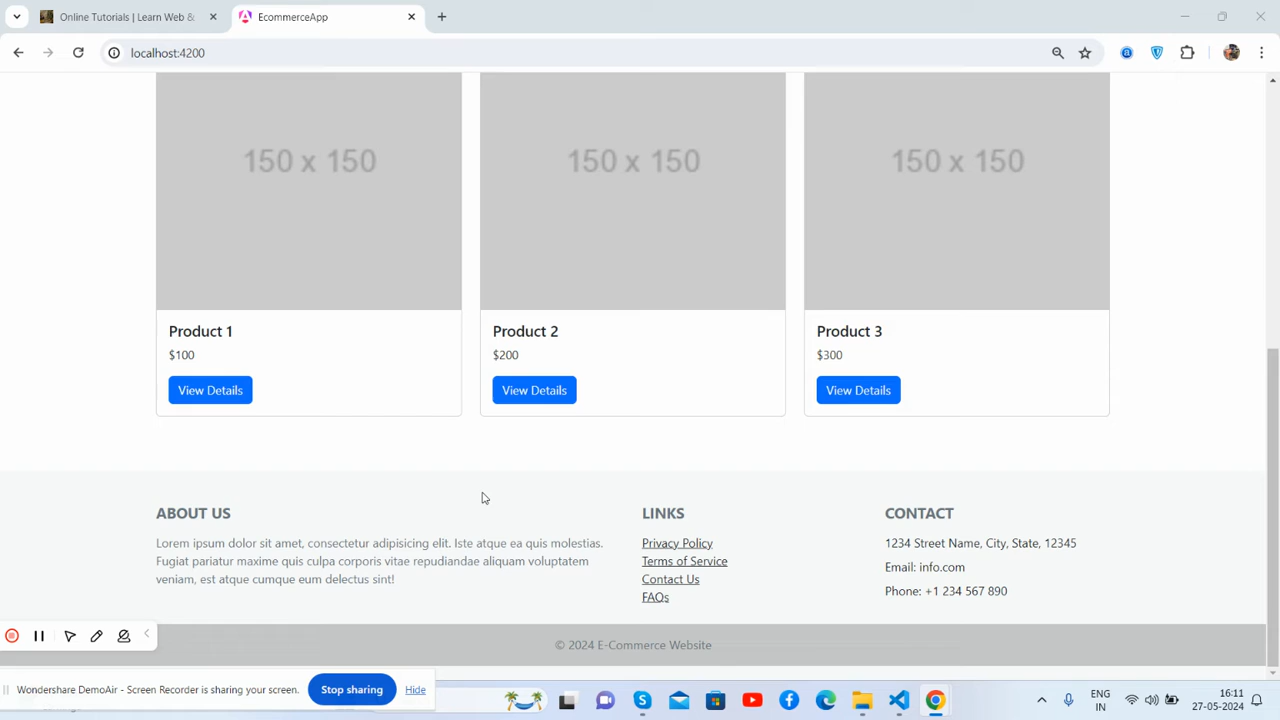 Online Tutorials | Learn Web &
EcommerceApp
localhost:4200
150 x 150
150 x 150
150 x 150
Product 1
$100
View Details
Product 2
$200
View Details
Product 3
$300
View Details
ABOUT US
Lorem ipsum dolor sit amet, consectetur adipisicing elit. Iste atque ea quis molestias.
Fugiat pariatur maxime quis culpa corporis vitae repudiandae aliquam voluptatem
veniam, est atque cumque eum delectus sint!
LINKS
Privacy Policy
Terms of Service
Contact Us
FAQs
CONTACT
1234 Street Name, City, State, 12345
Email: info.com
Phone: +1 234 567 890
© 2024 E-Commerce Website
Wondershare DemoAir - Screen Recorder is sharing your screen.
Stop sharing
Hide
ENG
IN
16:11
27-05-2024